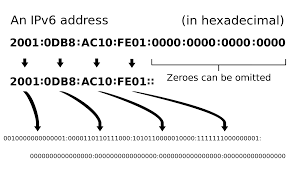 An IPv6 address (in hexadecimal)
2001:0DB8:AC10:FE01:0000:0000:0000:0000
2001:0DB8:AC10:FE01:: Zeroes can be omitted
0010000000000001:0000110110111000:1010110000010000:1111111000000001:
0000000000000000:0000000000000000:0000000000000000:0000000000000000